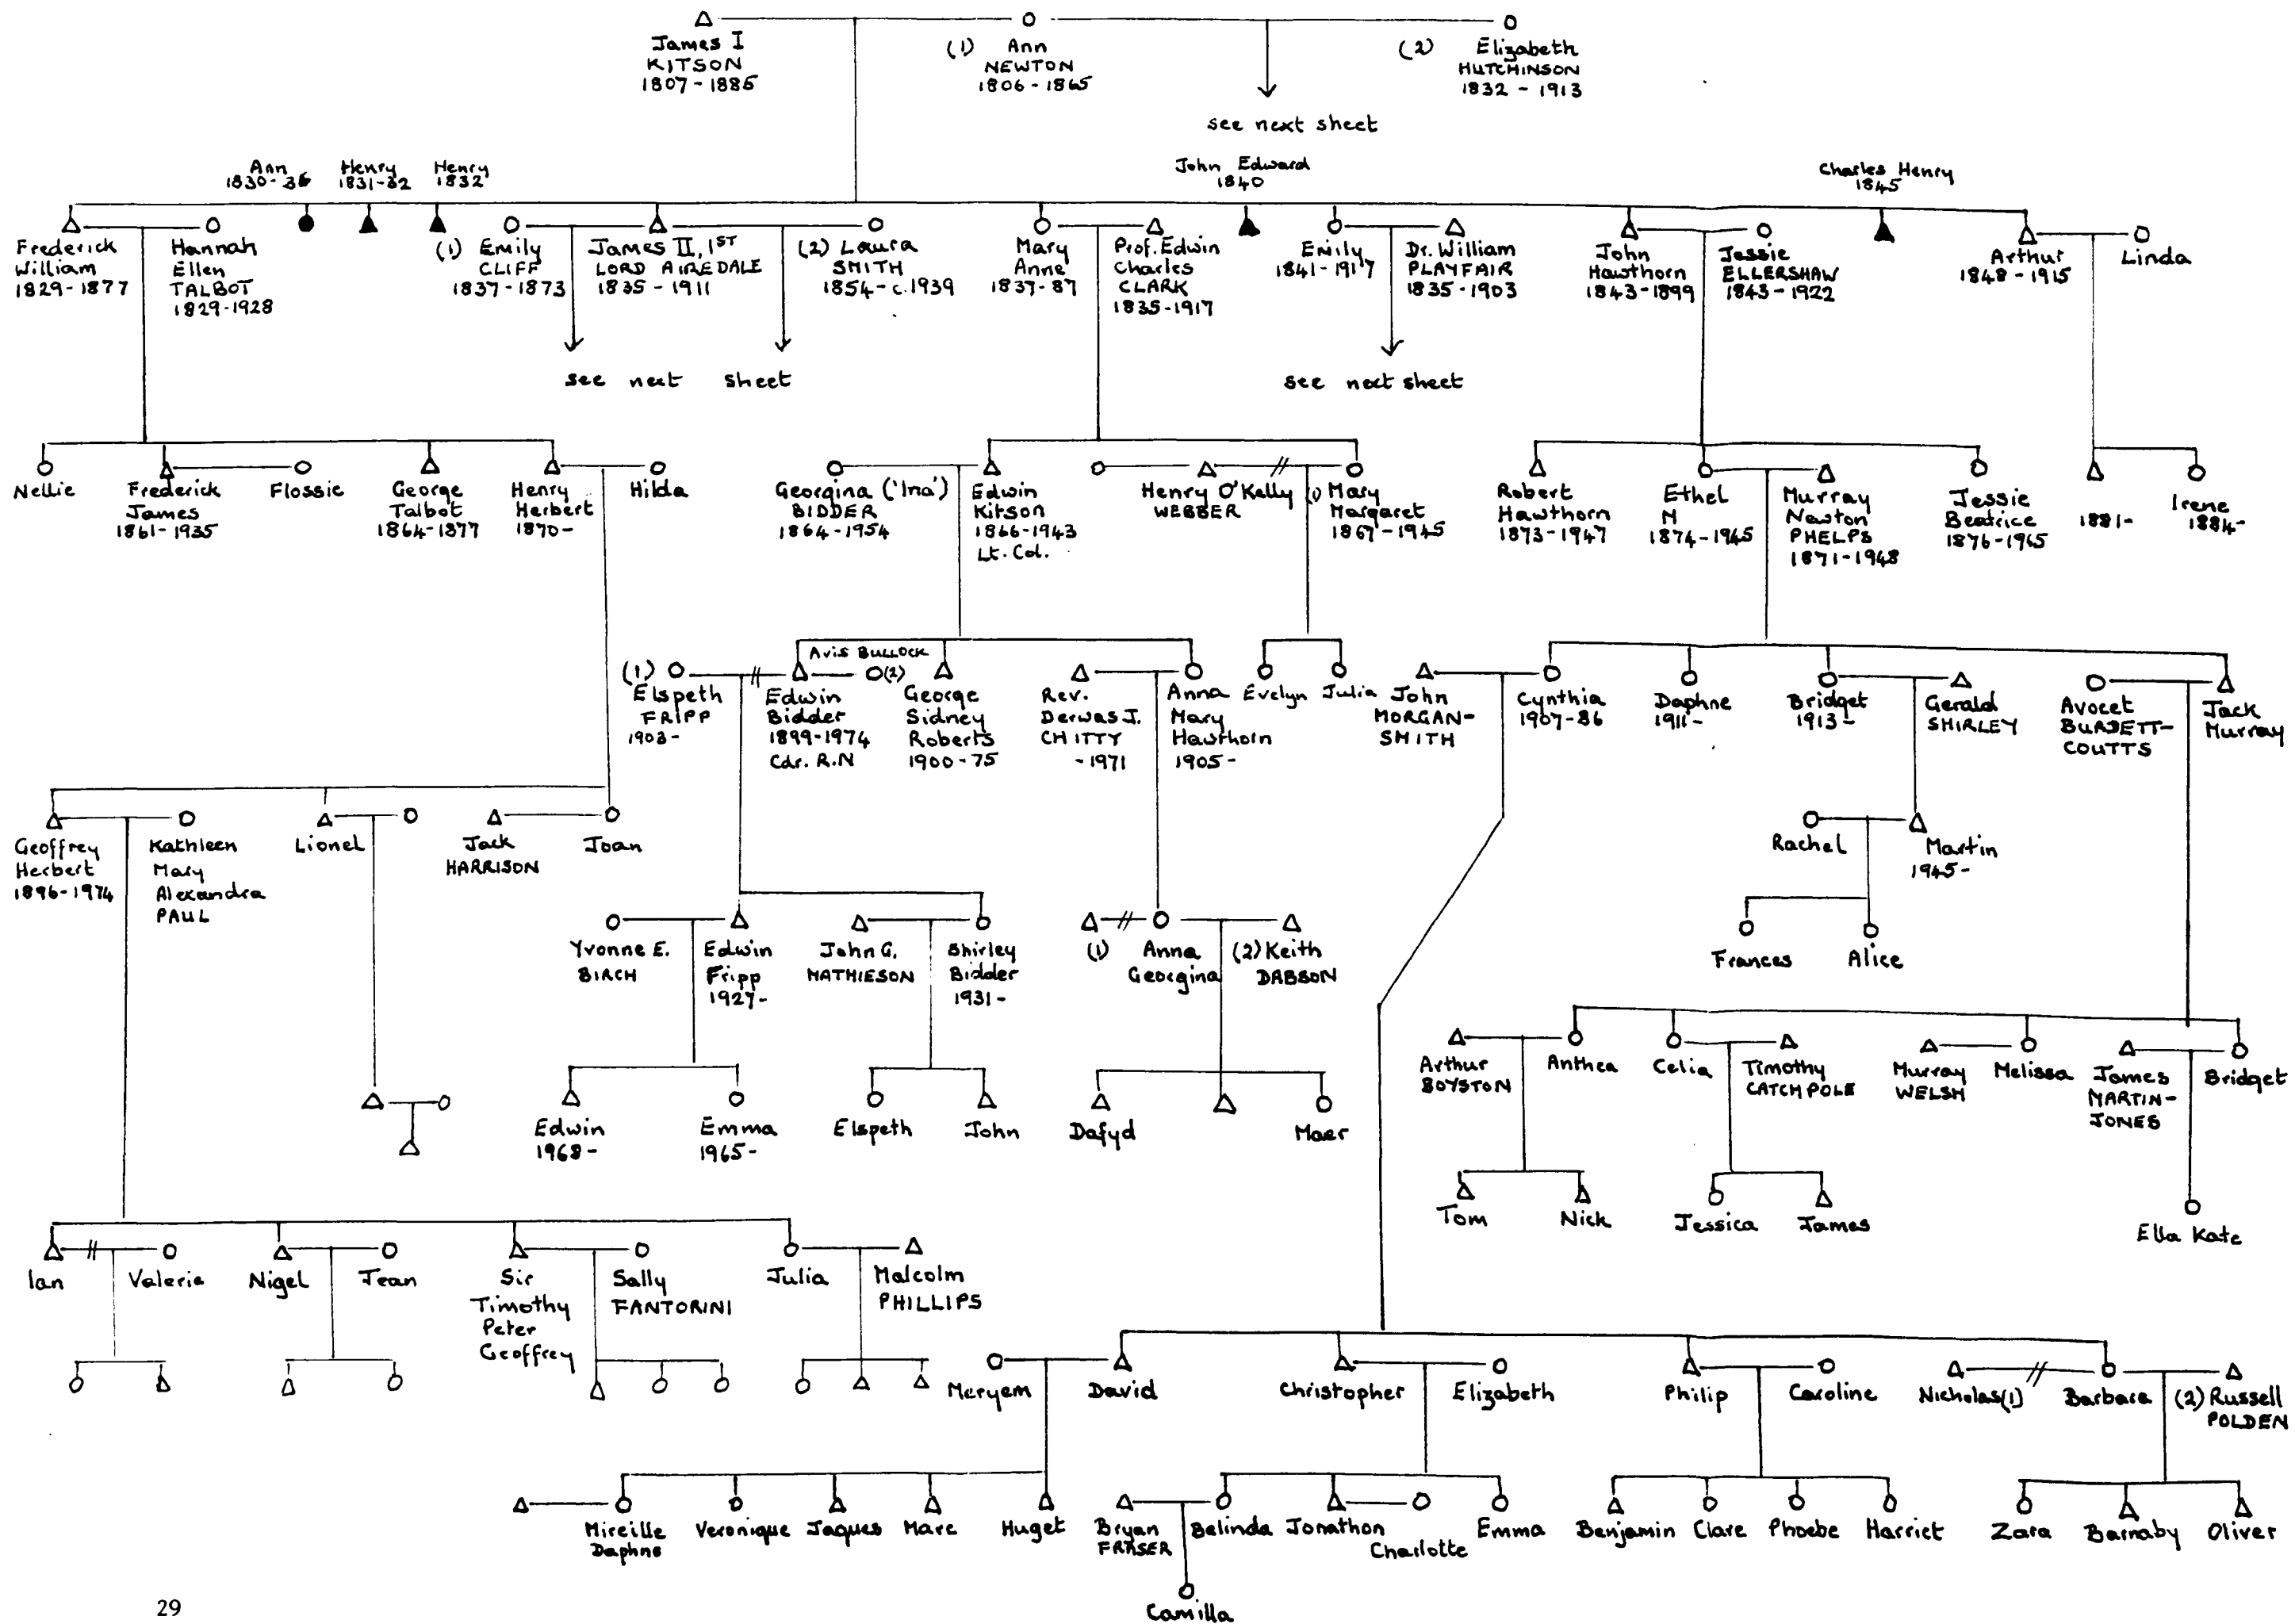 James I
KITSON
1807 - 1885
(1) Ann
NEWTON
1806 - 1865
(2) Elizabeth
HUTCHINSON
1832 - 1913
see next sheet
Ann
1830-36
Henry
1831-32
Henry
1832
John Edward
1840
Charles Henry
1845
Frederick
William
1829-1877
Hannah
Ellen
TALBOT
1829-1928
(1) Emily
CLIFF
1837-1873
James II, 1ST
LORD AIREDALE
1835 - 1911
(2) Laura
SMITH
1854 - c.1939
Mary
Anne
1837-87
Prof. Edwin
Charles
CLARK
1835-1917
Emily
1841-1917
Dr. William
PLAYFAIR
1835-1903
John
Hawthorn
1843-1899
Jessie
ELLERSHAW
1843-1922
Arthur
1848-1915
Linda
see next sheet
see next sheet
Nellie
Frederick
James
1861-1935
Flossie
George
Talbot
1864-1877
Henry
Herbert
1870-
Hilda
Georgina ('Ina')
BIDDER
1864-1954
Edwin
Kitson
1866-1943
Lt. Col.
Henry O'Kelly
WEBBER
(1) Mary
Margaret
1867-1945
Robert
Hawthorn
1873-1947
Ethel
M
1874-1945
Murray
Newton
PHELPS
1871-1948
Jessie
Beatrice
1876-1965
1881-
Irene
1884-
(1)
Elspeth
FRIPP
1903-
Avis BULLOCK
(2)
Edwin
Bidder
1899-1974
Cdr. R.N
George
Sidney
Roberts
1900-75
Rev.
Derwas J.
CHITTY
-1971
Anna
Mary
Hawthorn
1905-
Evelyn
Julia
John
MORGAN-
SMITH
Cynthia
1907-86
Daphne
1911-
Bridget
1913-
Gerald
SHIRLEY
Avocet
BURDETT-
COUTTS
Jack
Murray
Geoffrey
Herbert
1896-1974
Kathleen
Mary
Alexandra
PAUL
Lionel
Jack
HARRISON
Joan
Rachel
Martin
1945-
Yvonne E.
BIRCH
Edwin
Fripp
1927-
John G.
MATHIESON
Shirley
Bidder
1931-
(1)
Anna
Georgina
(2) Keith
DABSON
Frances
Alice
Arthur
BOYSTON
Anthea
Celia
Timothy
CATCHPOLE
Murray
WELSH
Melissa
James
MARTIN-
JONES
Bridget
Edwin
1968-
Emma
1965-
Elspeth
John
Dafyd
Maer
Tom
Nick
Jessica
James
Ella Kate
Ian
Valerie
Nigel
Jean
Sir
Timothy
Peter
Geoffrey
Sally
FANTORINI
Julia
Malcolm
PHILLIPS
Meryem
David
Christopher
Elizabeth
Philip
Caroline
Nicholas(1)
Barbara
(2) Russell
POLDEN
Mireille
Daphne
Veronique
Jaques
Marc
Huget
Bryan
FRASER
Belinda
Jonathon
Charlotte
Emma
Benjamin
Clare
Phoebe
Harriet
Zara
Barnaby
Oliver
Camilla
29